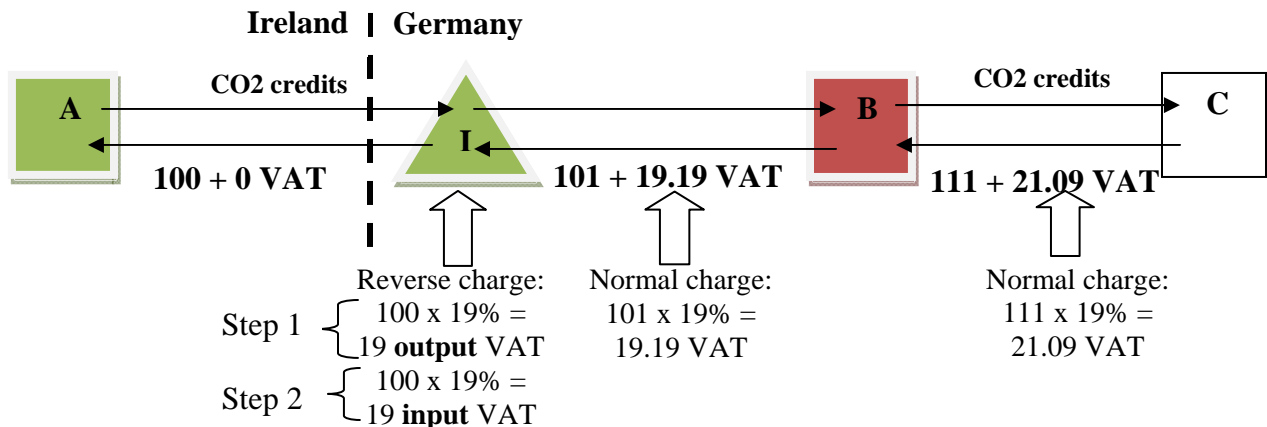 Ireland Germany
CO2 credits
CO2 credits
A
I
B
C
100 + 0 VAT
101 + 19.19 VAT
111 + 21.09 VAT
Reverse charge:
Normal charge:
Normal charge:
Step 1
100 x 19% =
19 output VAT
101 x 19% =
19.19 VAT
111 x 19% =
21.09 VAT
Step 2
100 x 19% =
19 input VAT